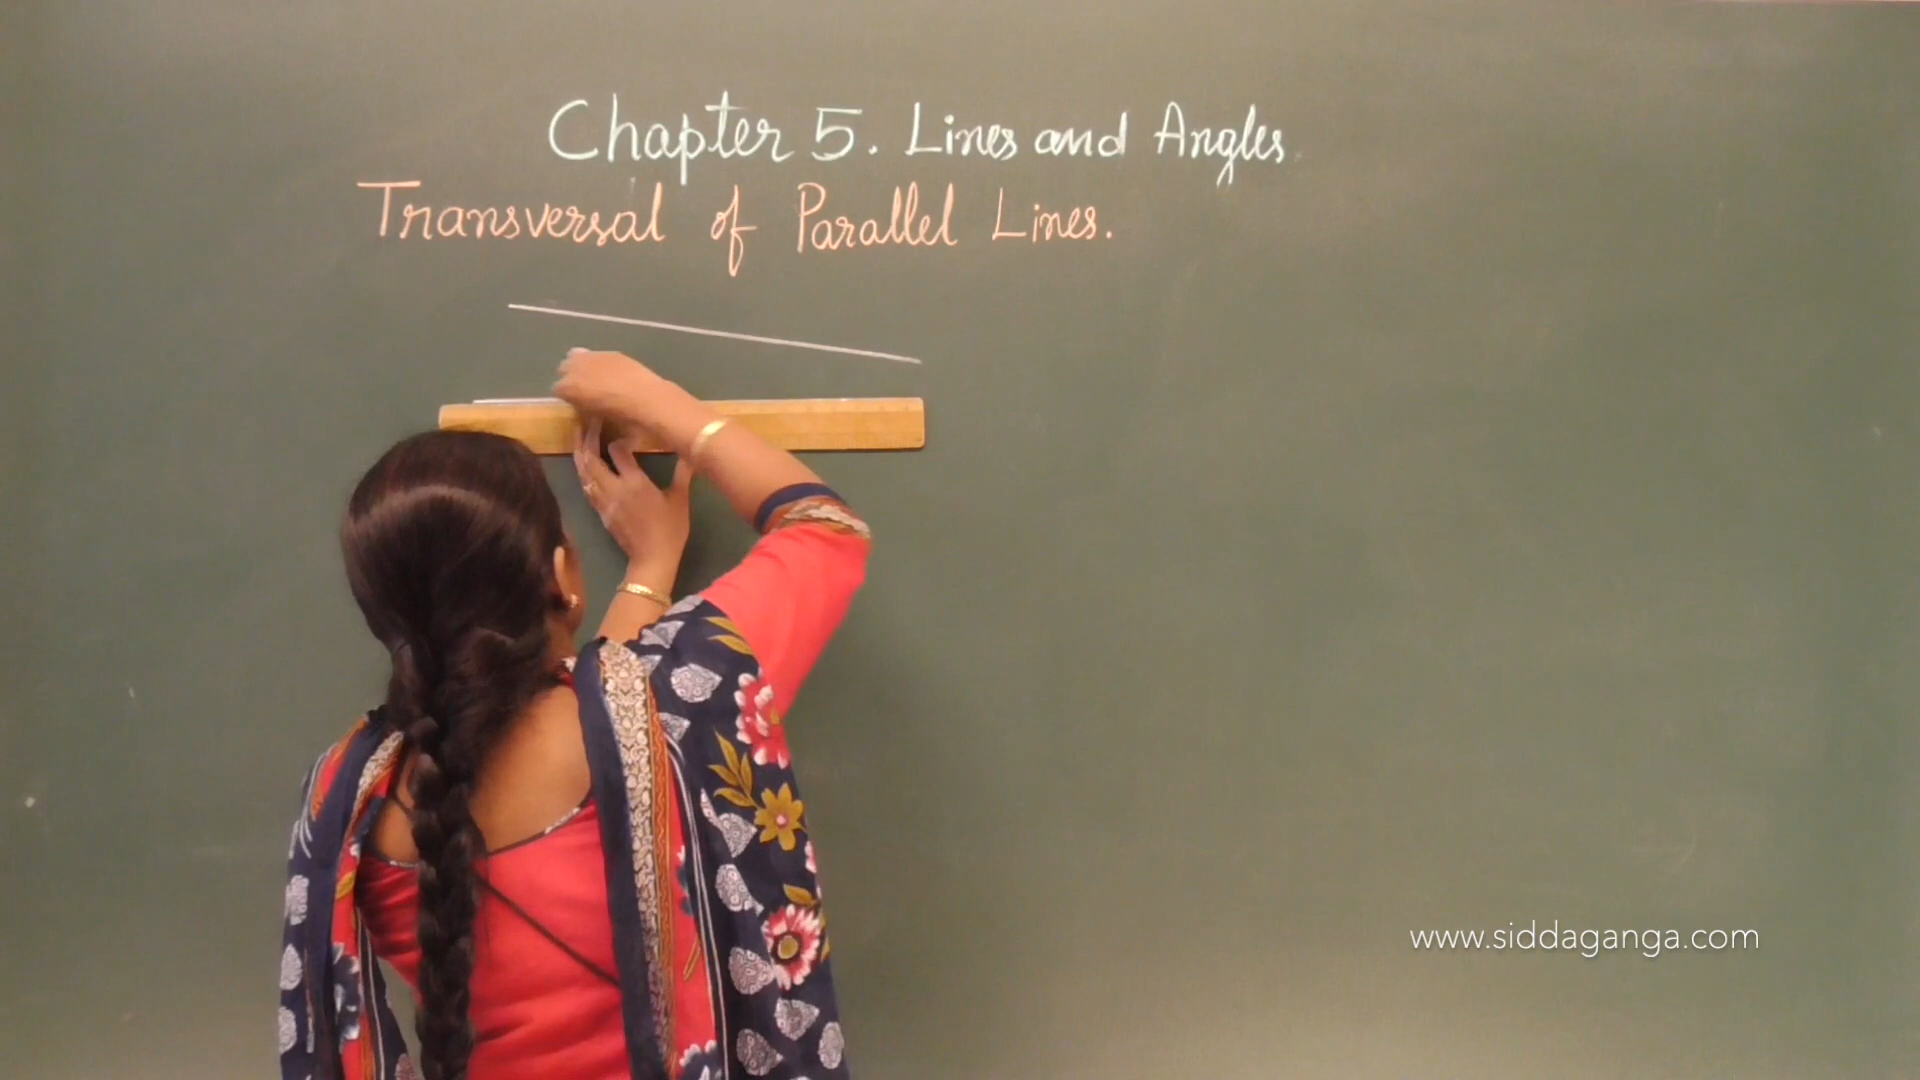 Chapter 5. Lines and Angles
Transversal of Parallel Lines.
www.siddaganga.com